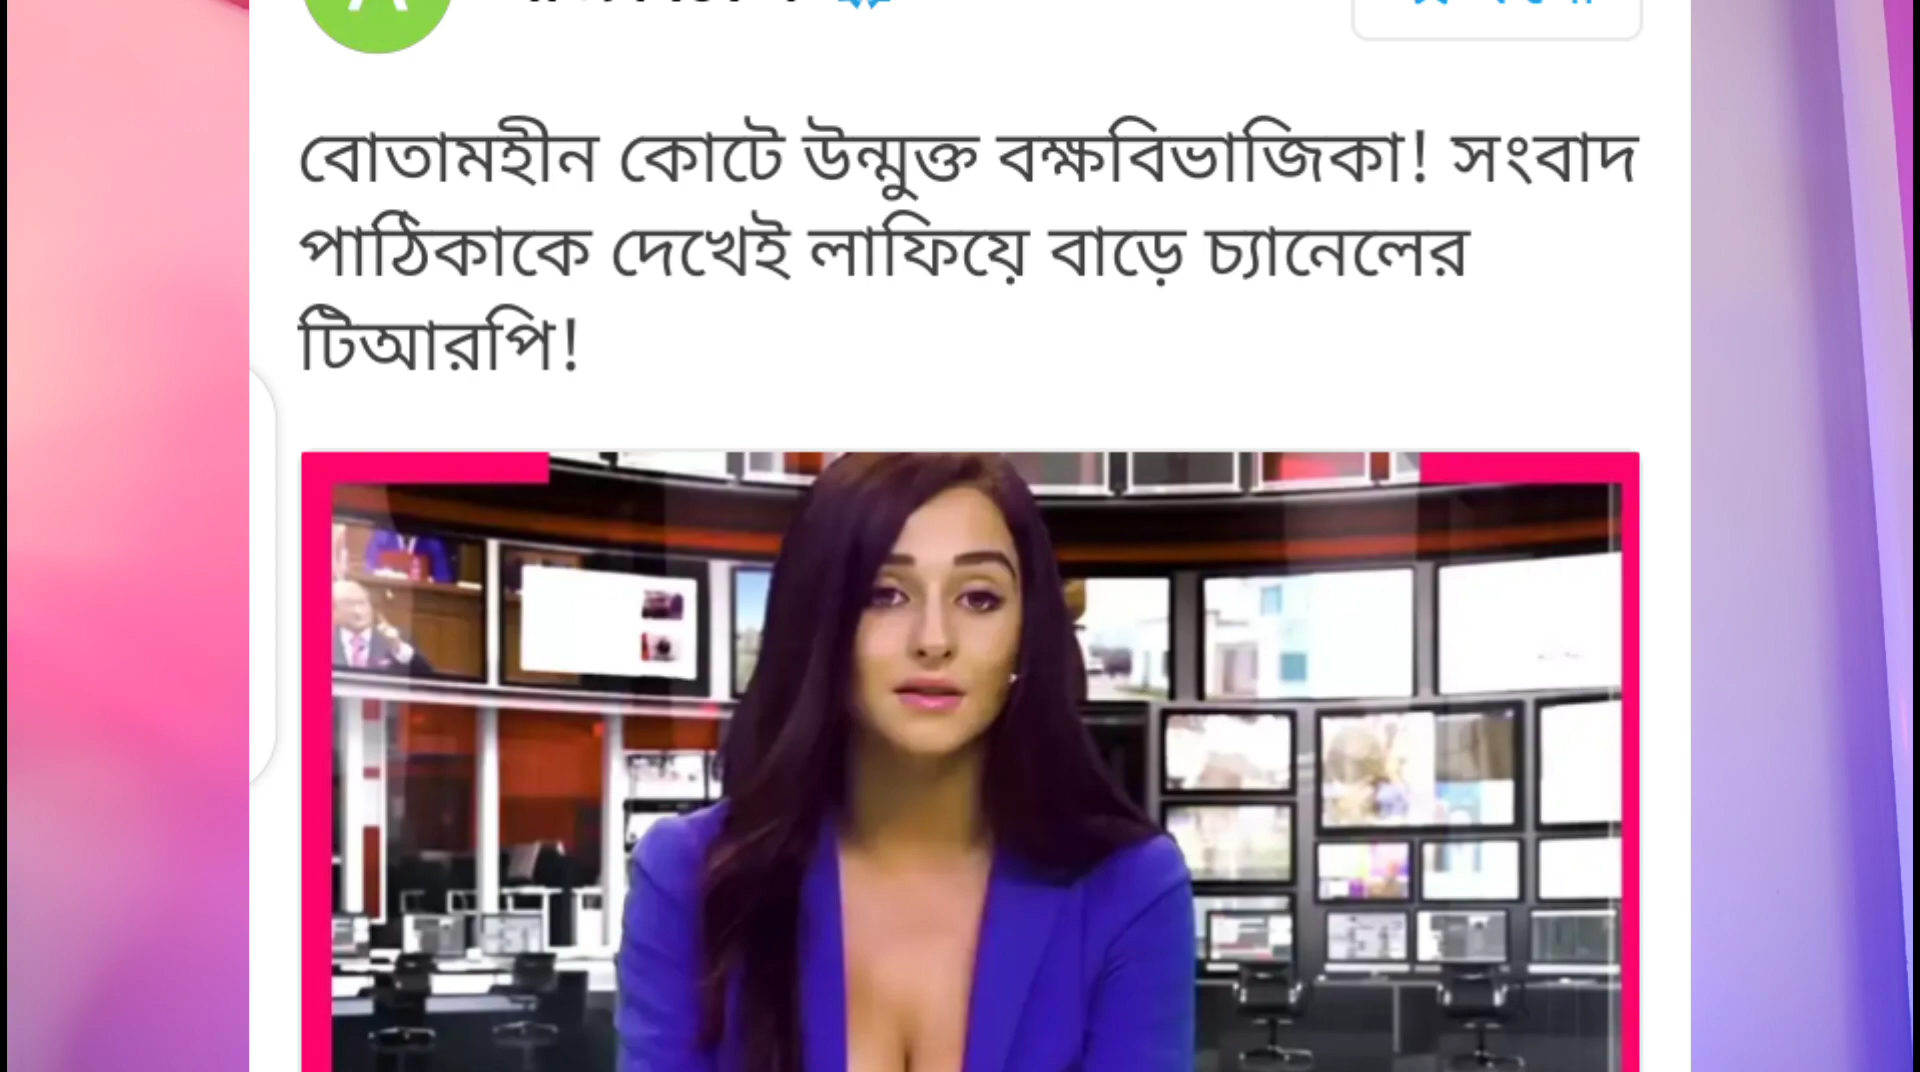 বোতামহীন কোটে উন্মুক্ত বক্ষবিভাজিকা! সংবাদ
পাঠিকাকে দেখেই লাফিয়ে বাড়ে চ্যানেলের
টিআরপি!